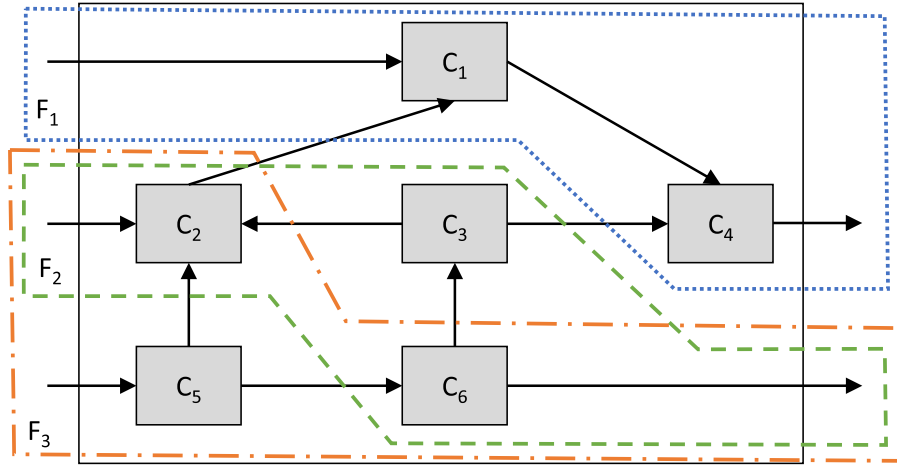 C₁
F₁
C₂ C₃ C₄
F₂
C₅ C₆
F₃